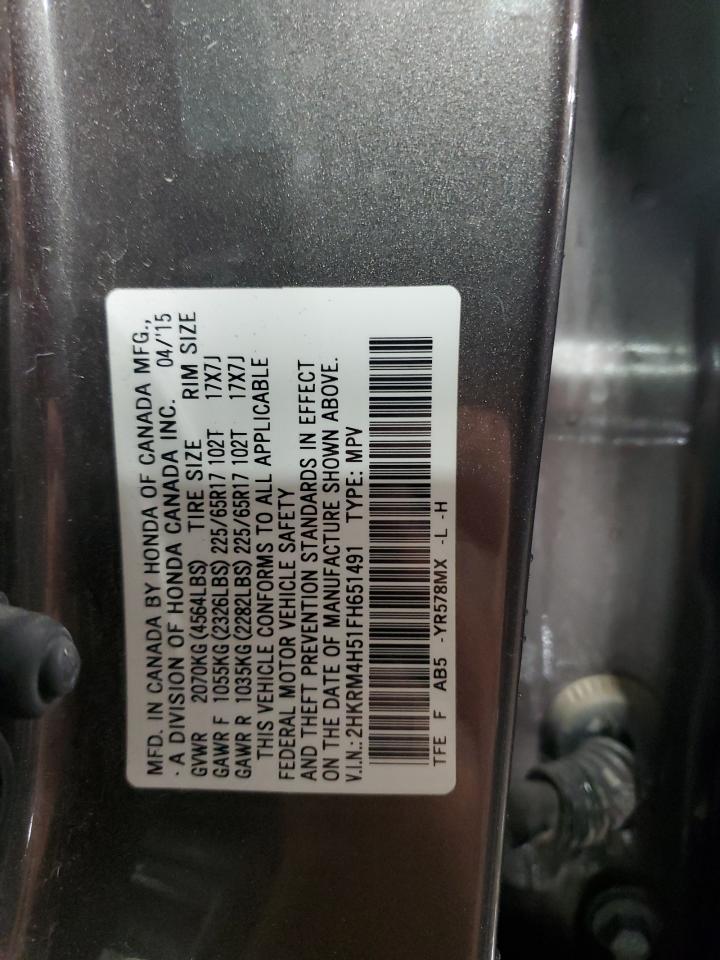 MFD. IN CANADA BY HONDA OF CANADA MFG.,
- A DIVISION OF HONDA CANADA INC. 04/'15
GVWR 2070KG(4564LBS) TIRE SIZE RIM SIZE
GAWR F 1055KG(2326LBS) 225/65R17 102T 17X7J
GAWR R 1035KG(2282LBS) 225/65R17 102T 17X7J
THIS VEHICLE CONFORMS TO ALL APPLICABLE
FEDERAL MOTOR VEHICLE SAFETY
AND THEFT PREVENTION STANDARDS IN EFFECT
ON THE DATE OF MANUFACTURE SHOWN ABOVE.
V.I.N.: 2HKRM4H51FH651491 TYPE: MPV
TFE F AB5 -YR578MX -L -H